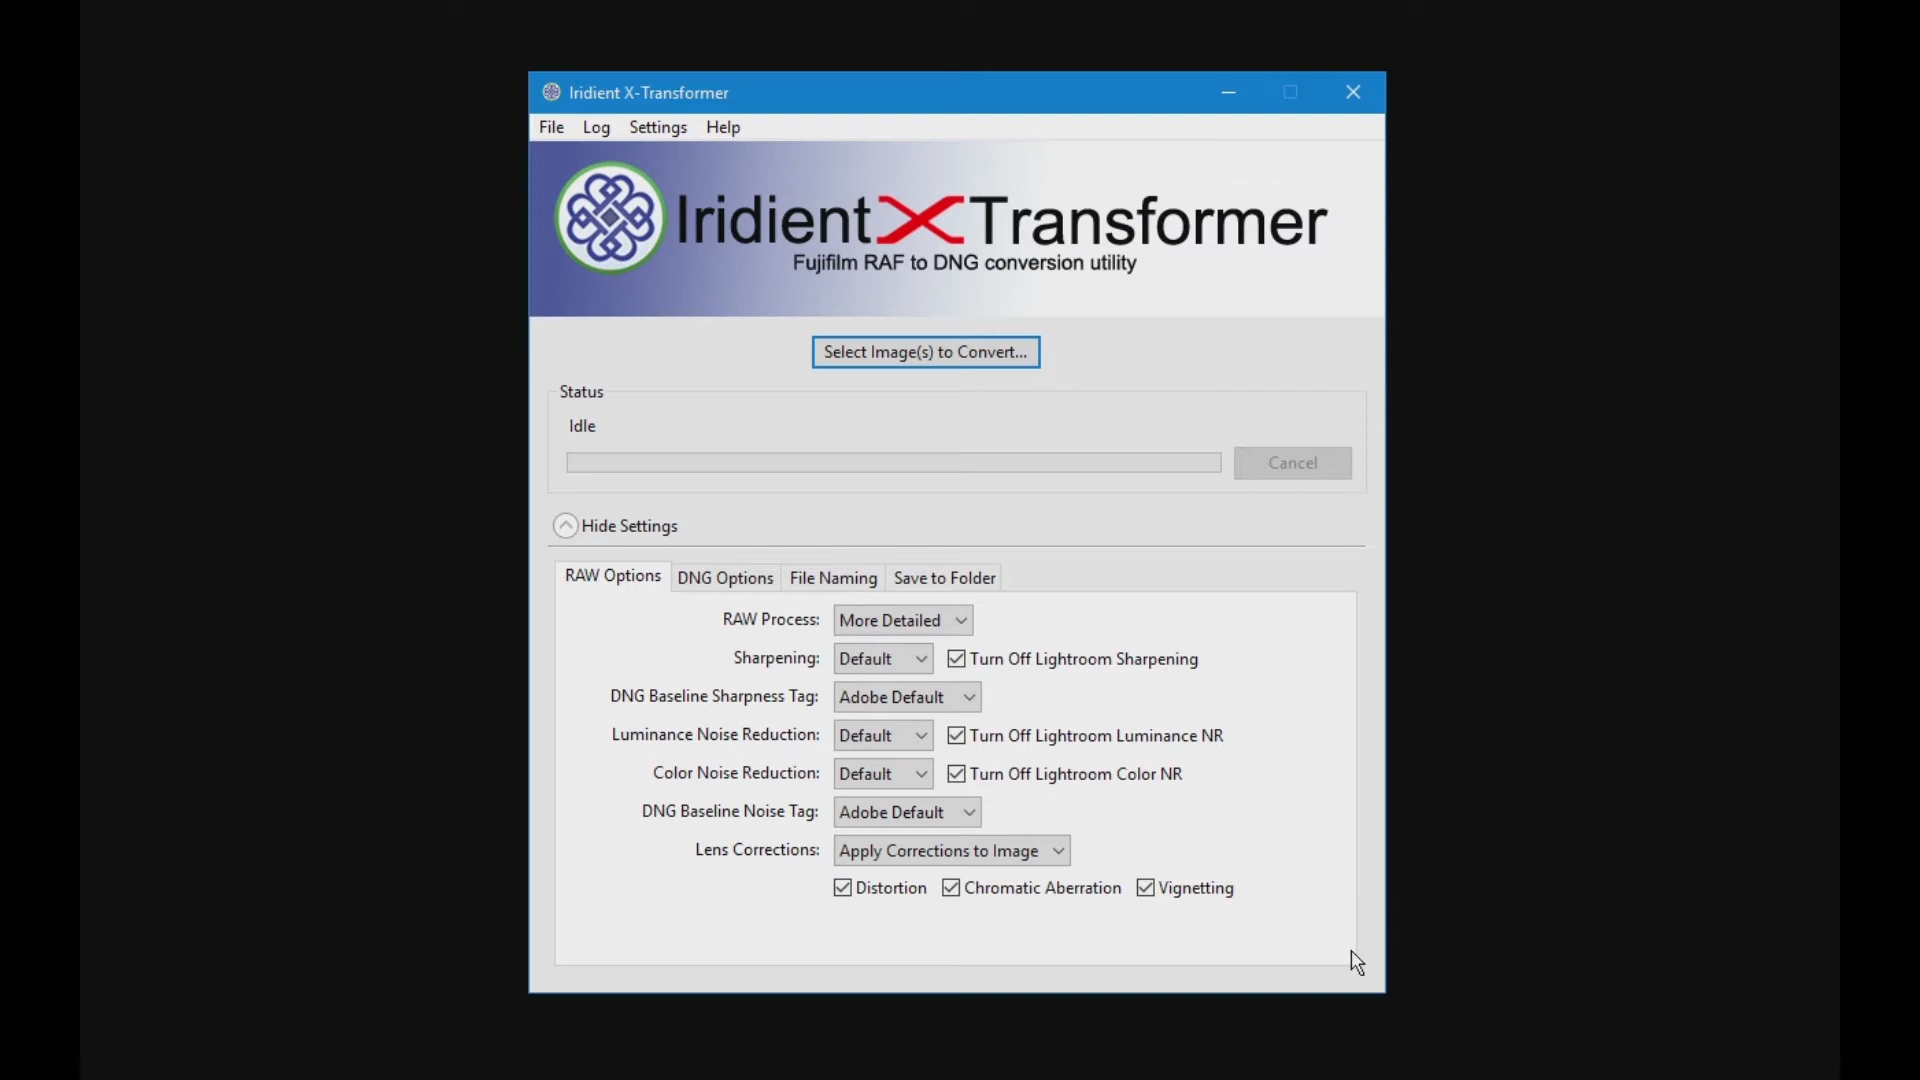 Iridient X-Transformer
File Log Settings Help
Iridient X Transformer
Fujifilm RAF to DNG conversion utility
Select Image(s) to Convert...
Status
Idle
Cancel
Hide Settings
RAW Options DNG Options File Naming Save to Folder
RAW Process: More Detailed
Sharpening: Default Turn Off Lightroom Sharpening
DNG Baseline Sharpness Tag: Adobe Default
Luminance Noise Reduction: Default Turn Off Lightroom Luminance NR
Color Noise Reduction: Default Turn Off Lightroom Color NR
DNG Baseline Noise Tag: Adobe Default
Lens Corrections: Apply Corrections to Image
Distortion Chromatic Aberration Vignetting